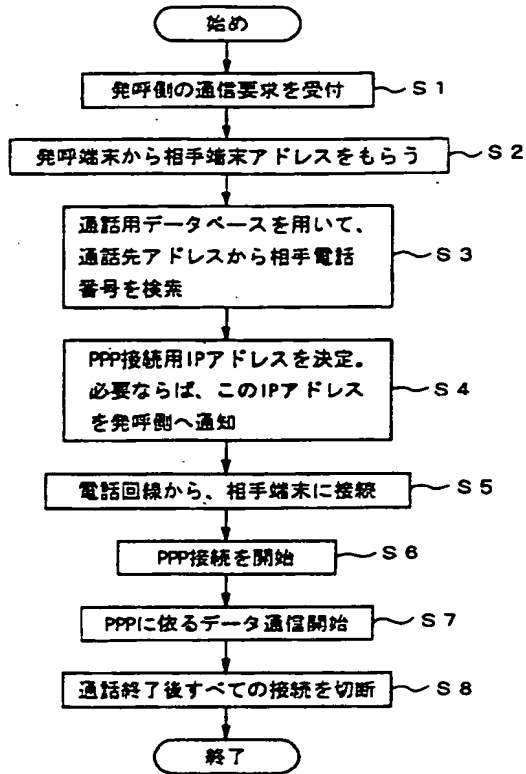 始め
発呼側の通信要求を受付 S1
発呼端末から相手端末アドレスをもらう S2
通話用データベースを用いて、
通話先アドレスから相手電話
番号を検索
S3
PPP接続用IPアドレスを決定。
必要ならば、このIPアドレス
を発呼側へ通知
S4
電話回線から、相手端末に接続 S5
PPP接続を開始 S6
PPPに依るデータ通信開始 S7
通話終了後すべての接続を切断 S8
終了